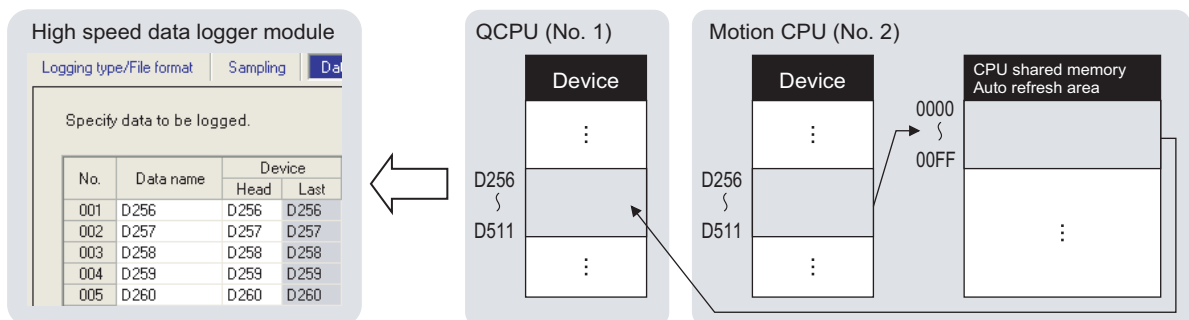 High speed data logger module
Logging type/File format Sampling Da
Specify data to be logged.
No. Data name Device
Head Last
001 D256 D256 D256
002 D257 D257 D257
003 D258 D258 D258
004 D259 D259 D259
005 D260 D260 D260
QCPU (No. 1)
Device
⋮
D256
~
D511
⋮
Motion CPU (No. 2)
Device
⋮
D256
~
D511
⋮
CPU shared memory
Auto refresh area
0000
~
00FF
⋮